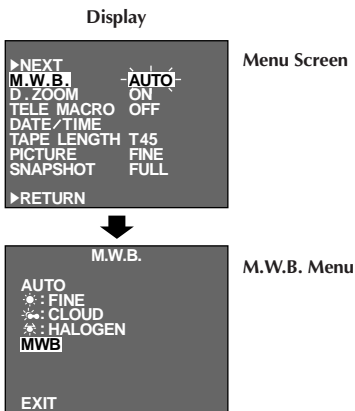 Display
Menu Screen
▶NEXT
M.W.B. AUTO
D.ZOOM ON
TELE MACRO OFF
DATE/TIME
TAPE LENGTH T45
PICTURE FINE
SNAPSHOT FULL
▶RETURN
M.W.B. Menu
M.W.B.
AUTO
: FINE
: CLOUD
: HALOGEN
MWB
EXIT